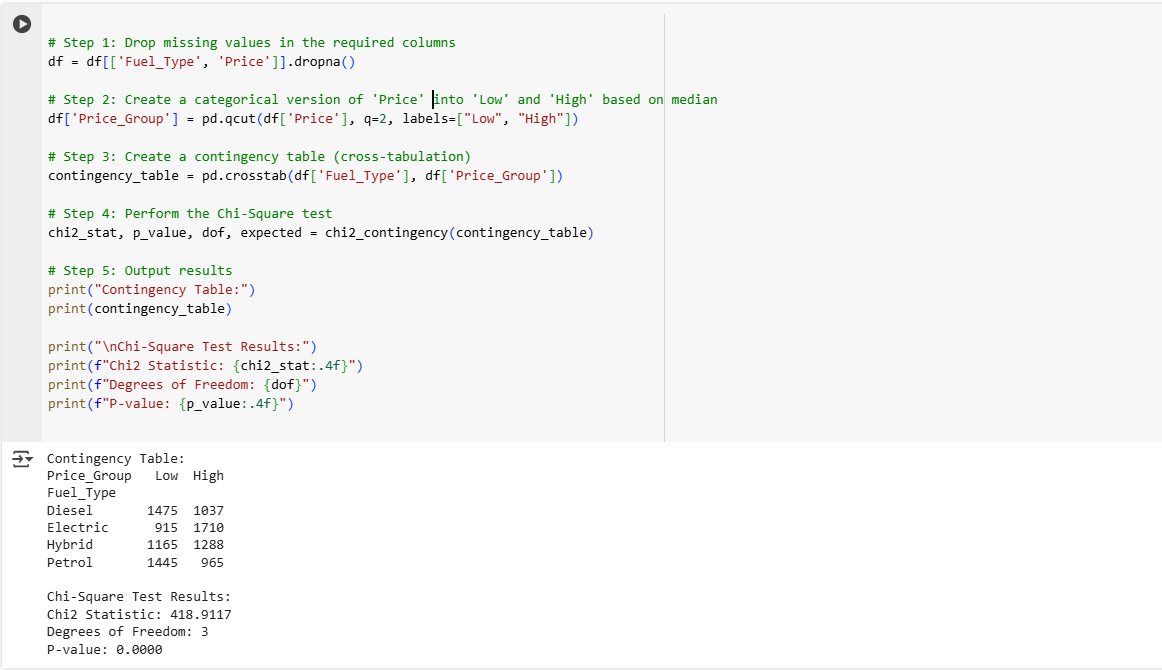 # Step 1: Drop missing values in the required columns
df = df[['Fuel_Type', 'Price']].dropna()
# Step 2: Create a categorical version of 'Price' into 'Low' and 'High' based on median
df['Price_Group'] = pd.qcut(df['Price'], q=2, labels=["Low", "High"])
# Step 3: Create a contingency table (cross-tabulation)
contingency_table = pd.crosstab(df['Fuel_Type'], df['Price_Group'])
# Step 4: Perform the Chi-Square test
chi2_stat, p_value, dof, expected = chi2_contingency(contingency_table)
# Step 5: Output results
print("Contingency Table:")
print(contingency_table)
print("\nChi-Square Test Results:")
print(f"Chi2 Statistic: {chi2_stat:.4f}")
print(f"Degrees of Freedom: {dof}")
print(f"P-value: {p_value:.4f}")
Contingency Table:
Price_Group   Low  High
Fuel_Type
Diesel       1475  1037
Electric      915  1710
Hybrid       1165  1288
Petrol       1445   965
Chi-Square Test Results:
Chi2 Statistic: 418.9117
Degrees of Freedom: 3
P-value: 0.0000